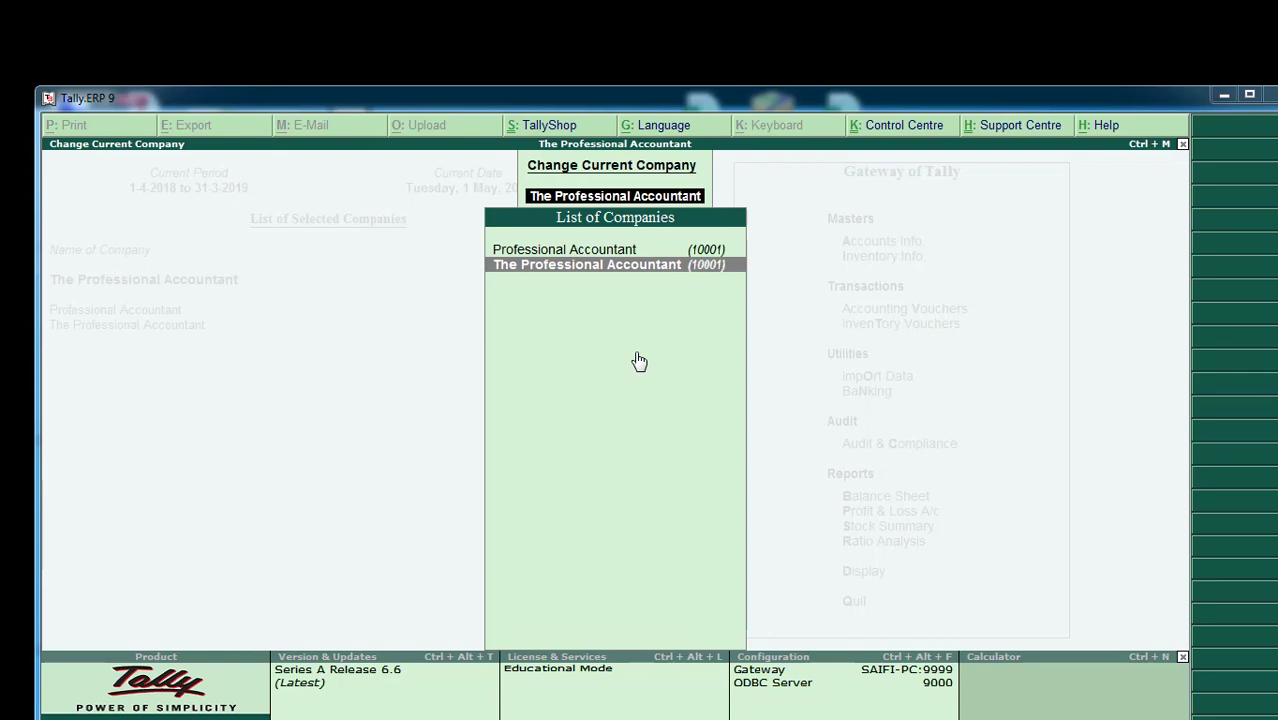 Tally.ERP 9
P: Print
E: Export
M: E-Mail
O: Upload
S: TallyShop
G: Language
K: Keyboard
K: Control Centre
H: Support Centre
H: Help
Change Current Company
The Professional Accountant
Ctrl + M
Current Period
1-4-2018 to 31-3-2019
Current Date
Tuesday, 1 May, 20
List of Selected Companies
Name of Company
The Professional Accountant
Professional Accountant
The Professional Accountant
Change Current Company
The Professional Accountant
List of Companies
Professional Accountant (10001)
The Professional Accountant (10001)
Gateway of Tally
Masters
Accounts Info.
Inventory Info.
Transactions
Accounting Vouchers
InvenTory Vouchers
Utilities
ImpOrt Data
BaNking
Audit
Audit & Compliance
Reports
Balance Sheet
Profit & Loss A/c
Stock Summary
Ratio Analysis
Display
Quit
Product
Tally
POWER OF SIMPLICITY
Version & Updates Ctrl + Alt + T
Series A Release 6.6
(Latest)
License & Services Ctrl + Alt + L
Educational Mode
Configuration Ctrl + Alt + F
Gateway SAIFI-PC:9999
ODBC Server 9000
Calculator Ctrl + N